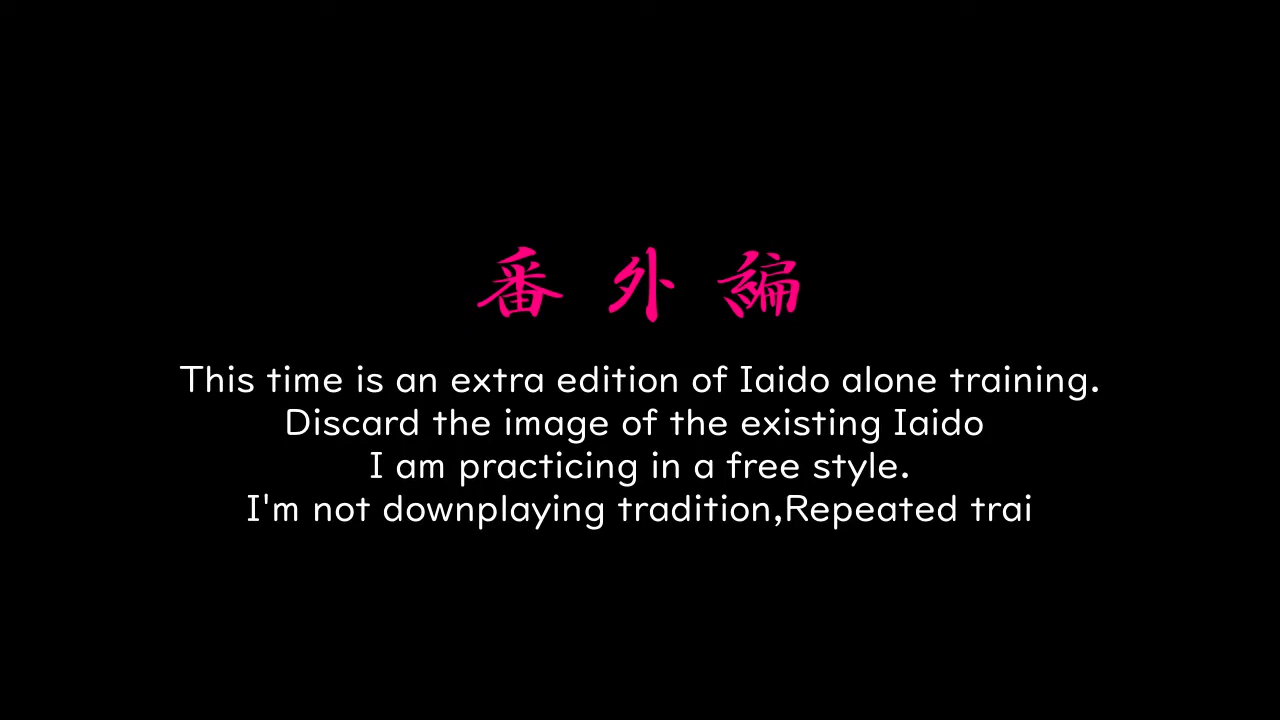 番外編
This time is an extra edition of Iaido alone training.
Discard the image of the existing Iaido
I am practicing in a free style.
I'm not downplaying tradition,Repeated trai